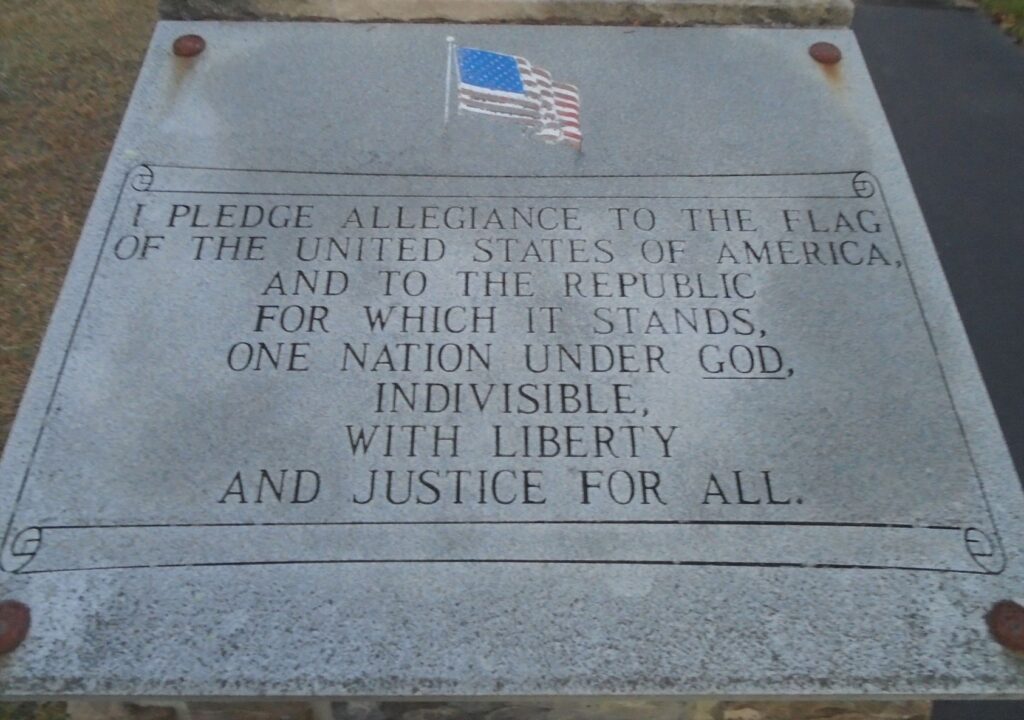 I PLEDGE ALLEGIANCE TO THE FLAG
OF THE UNITED STATES OF AMERICA,
AND TO THE REPUBLIC
FOR WHICH IT STANDS,
ONE NATION UNDER GOD,
INDIVISIBLE,
WITH LIBERTY
AND JUSTICE FOR ALL.